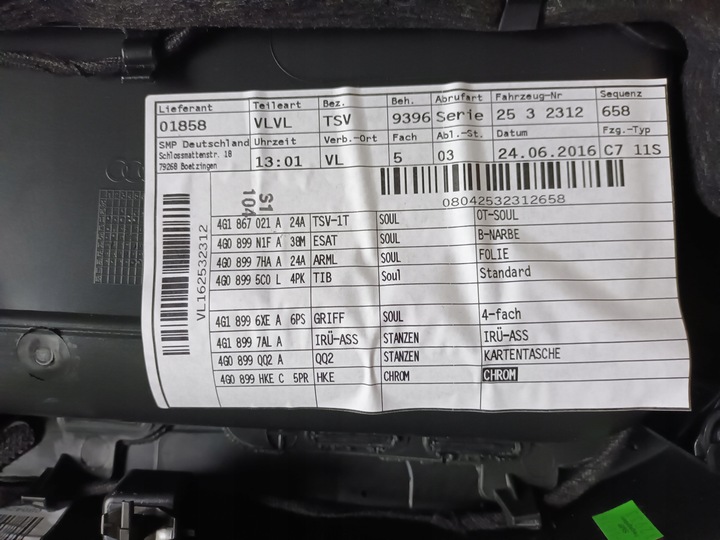 Lieferant Teileart Bez. Beh. Abrufart Fahrzeug-Nr Sequenz
01858 VLVL TSV 9396 Serie 25 3 2312 658
SMP Deutschland Uhrzeit Verb.-Ort Fach Abl.-St. Datum Fzg.-Typ
Schlossmattenstr. 18
79268 Boetzingen 13:01 VL 5 03 24.06.2016 C7 11S
08042532312658
S1
104
VL162532312
4G1 867 021 A 24A TSV-1T SOUL OT-SOUL
4G0 899 N1F A 38M ESAT SOUL B-NARBE
4G0 899 7HA A 24A ARML SOUL FOLIE
4G0 899 5C0 L 4PK TIB Soul Standard
4G1 899 6XE A 6PS GRIFF SOUL 4-fach
4G1 899 7AL A IRÜ-ASS STANZEN IRÜ-ASS
4G0 899 QQ2 A QQ2 STANZEN KARTENTASCHE
4G0 899 HKE C 5PR HKE CHROM CHROM